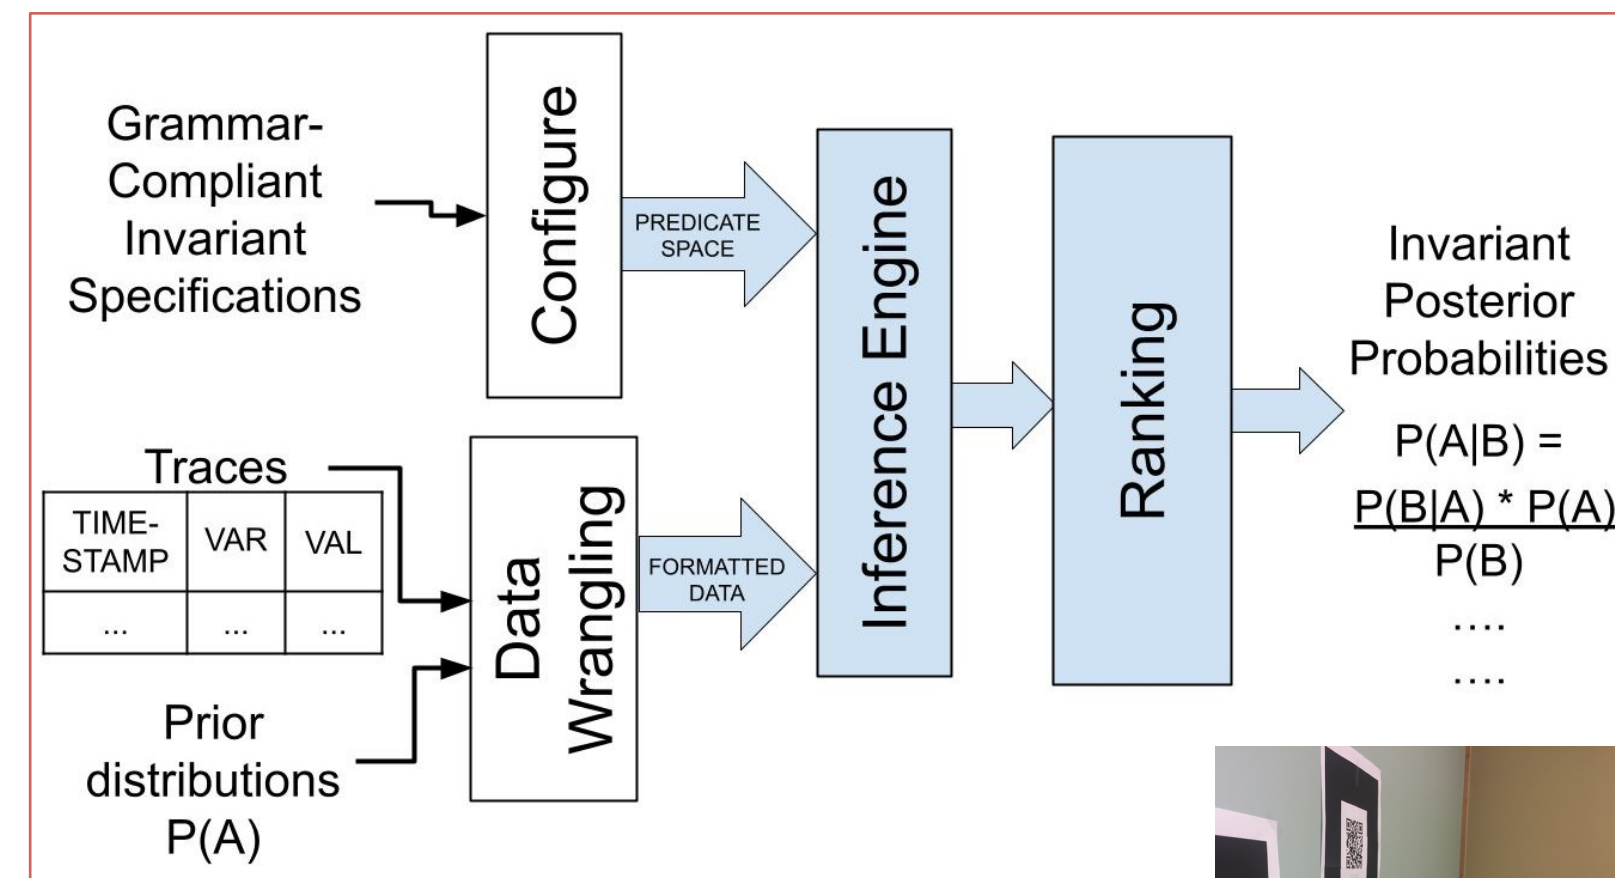 Grammar-
Compliant
Invariant
Specifications
Configure
PREDICATE
SPACE
Traces
TIME-
STAMP
VAR
VAL
...
...
...
Prior
distributions
P(A)
Data
Wrangling
FORMATTED
DATA
Inference Engine
Ranking
Invariant
Posterior
Probabilities
P(A|B) =
P(B|A) * P(A)
P(B)
....
....